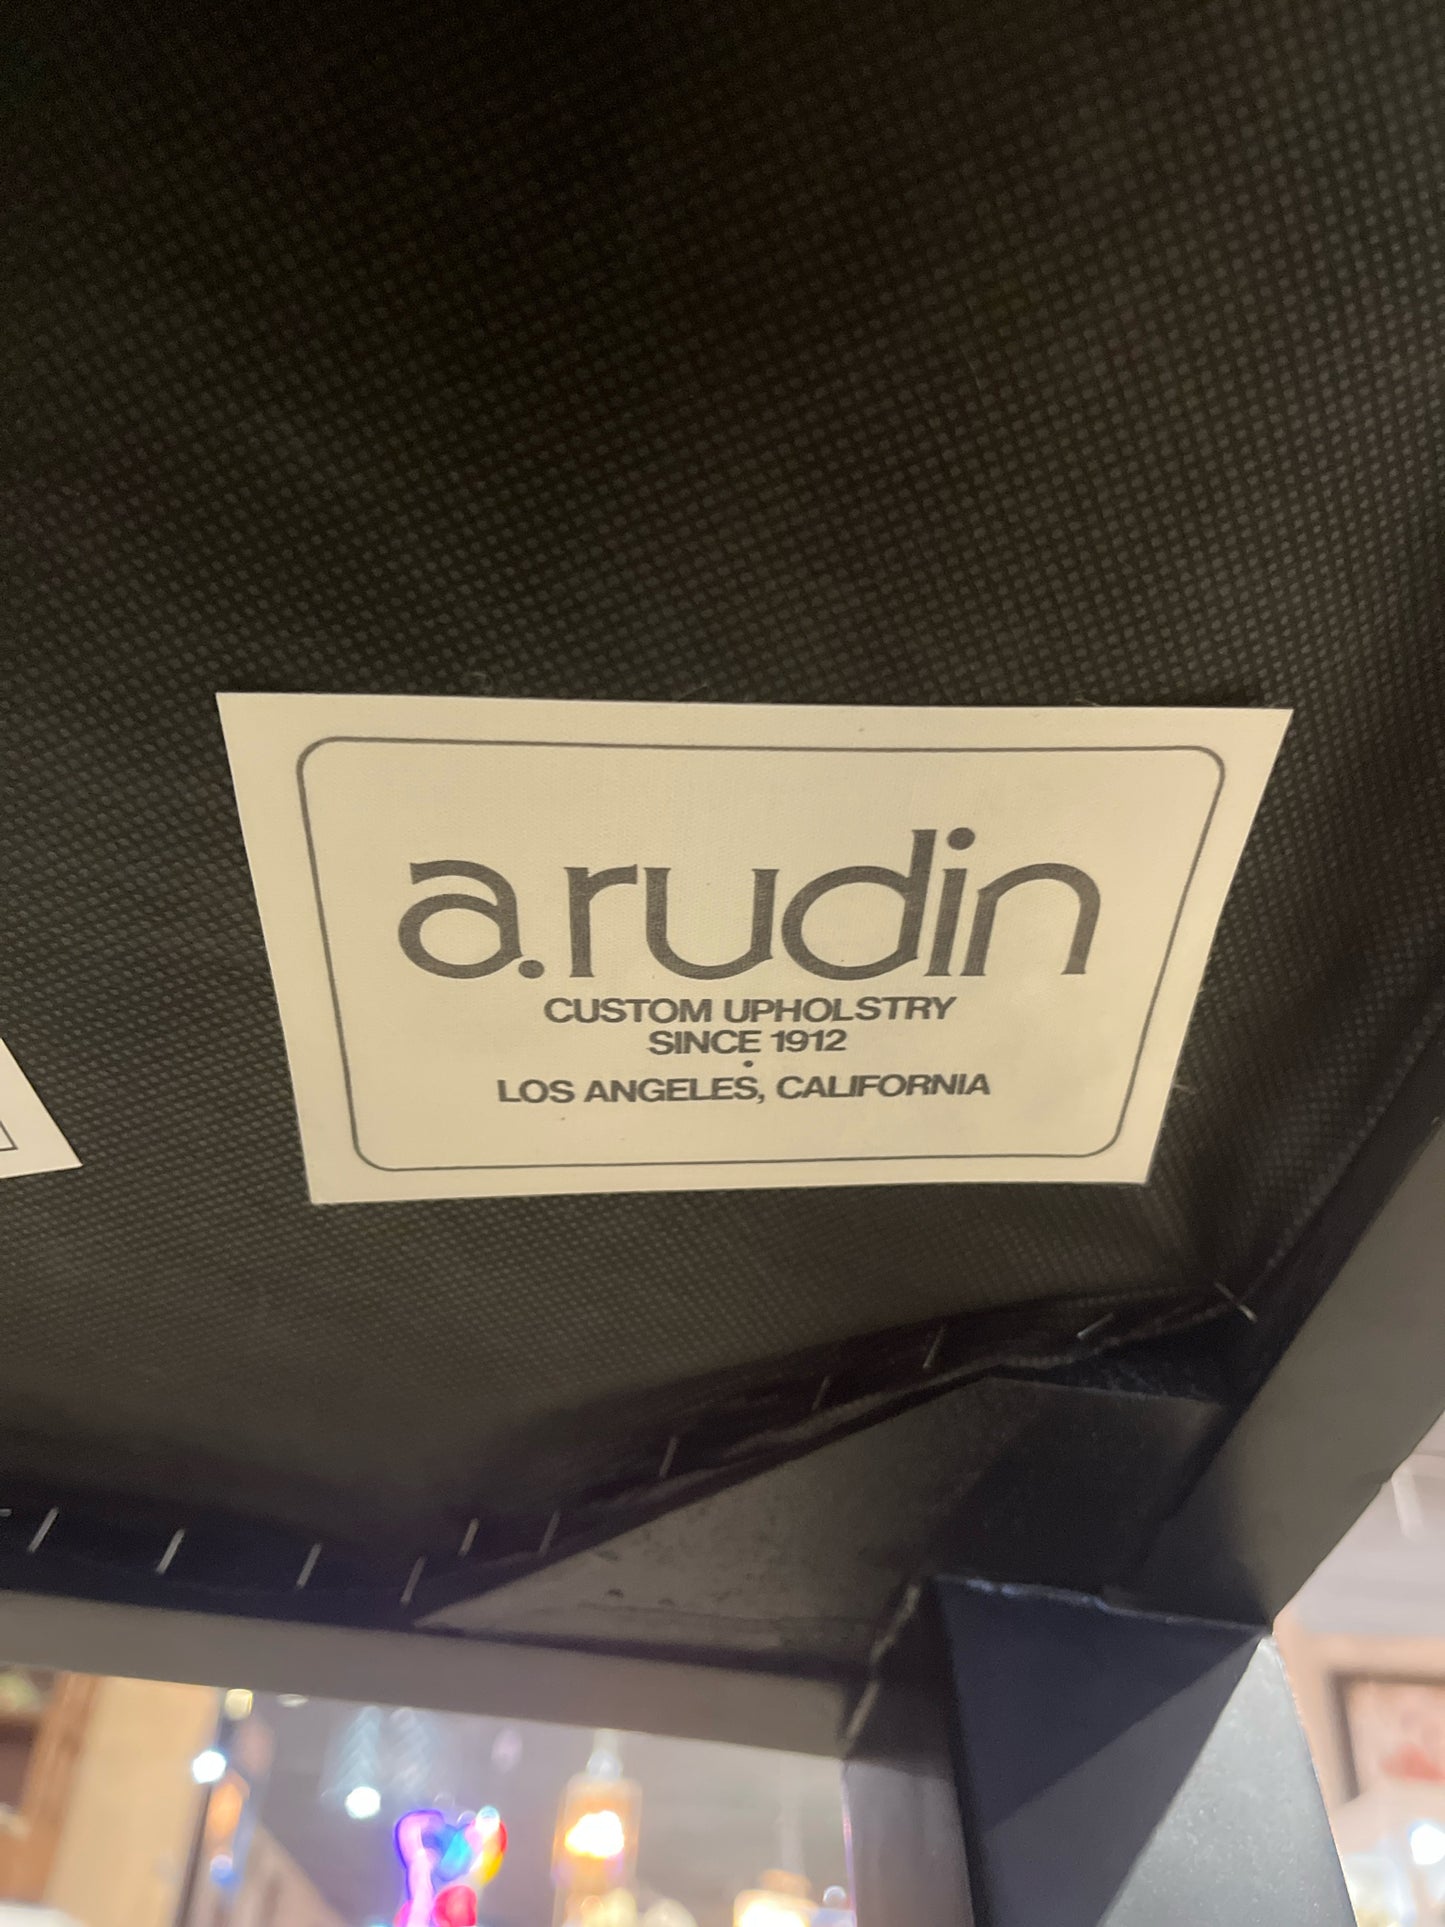 a.rudin
CUSTOM UPHOLSTRY
SINCE 1912
•
LOS ANGELES, CALIFORNIA